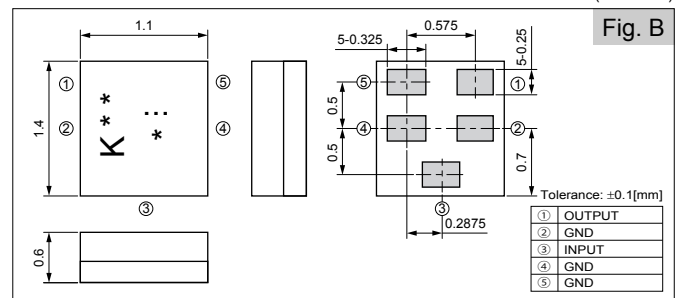 Fig. B
1.1
1.4
0.6
① ② ③ ④ ⑤
K**
*...
0.575
5-0.325
5-0.25
0.5
0.5
0.7
0.2875
⑤ ① ④ ② ③
Tolerance: ±0.1[mm]
① OUTPUT
② GND
③ INPUT
④ GND
⑤ GND